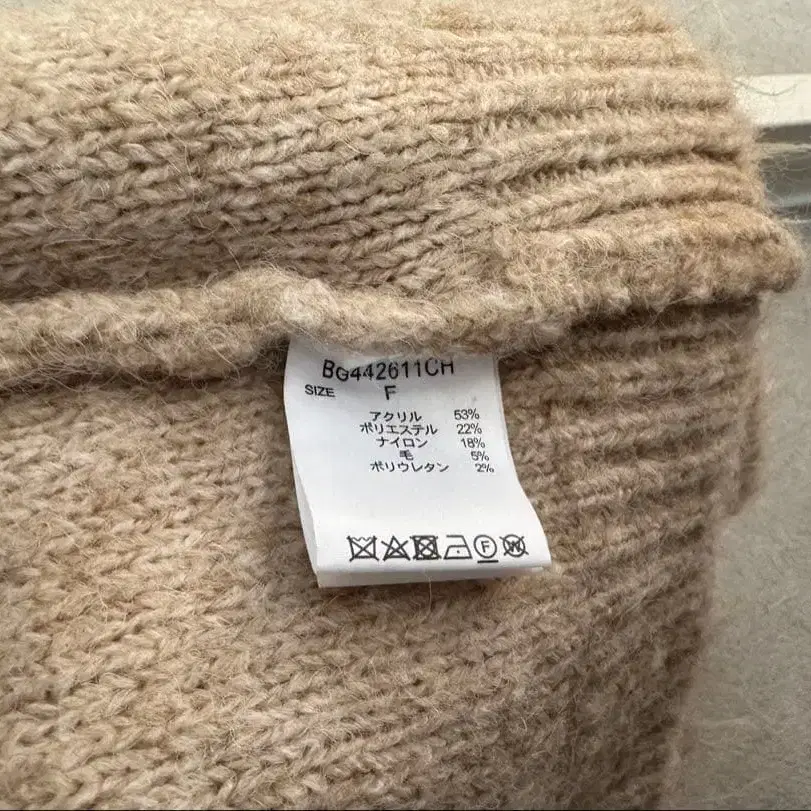 BG442611CH
SIZE F
アクリル 53%
ポリエステル 22%
ナイロン 18%
毛 5%
ポリウレタン 2%
F W